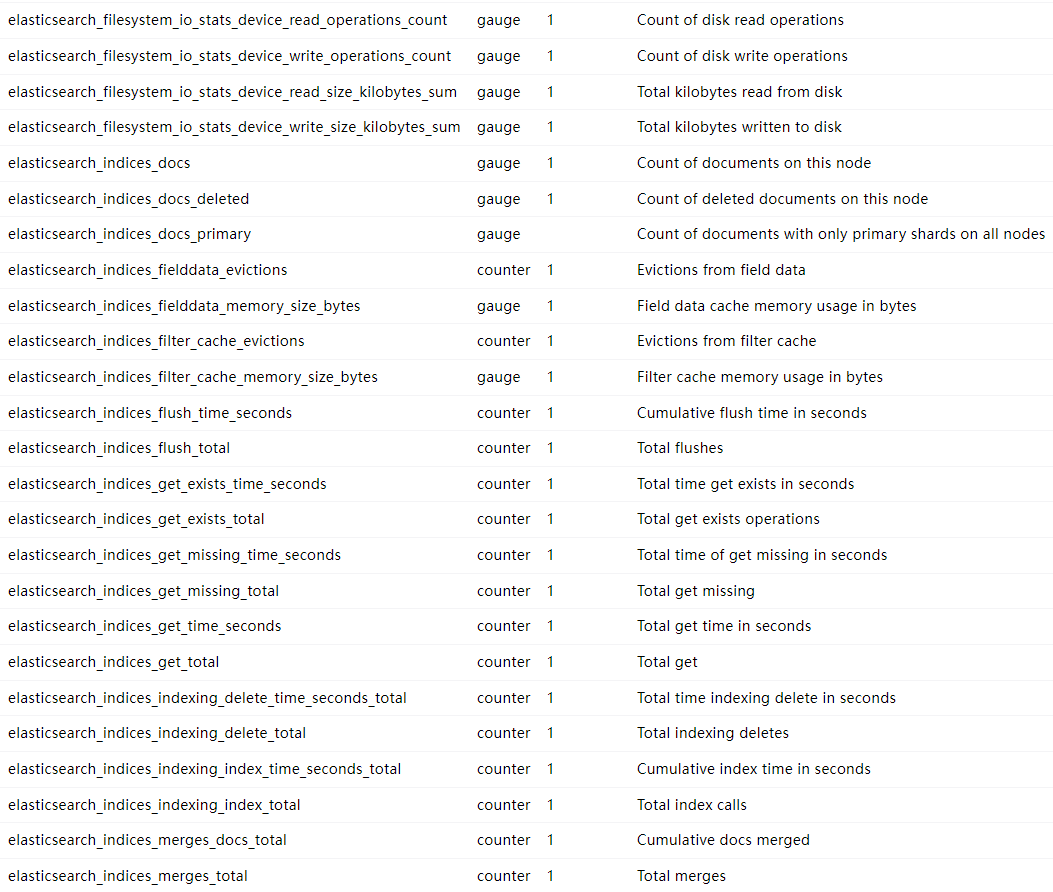 elasticsearch_filesystem_io_stats_device_read_operations_count gauge 1 Count of disk read operations
elasticsearch_filesystem_io_stats_device_write_operations_count gauge 1 Count of disk write operations
elasticsearch_filesystem_io_stats_device_read_size_kilobytes_sum gauge 1 Total kilobytes read from disk
elasticsearch_filesystem_io_stats_device_write_size_kilobytes_sum gauge 1 Total kilobytes written to disk
elasticsearch_indices_docs gauge 1 Count of documents on this node
elasticsearch_indices_docs_deleted gauge 1 Count of deleted documents on this node
elasticsearch_indices_docs_primary gauge Count of documents with only primary shards on all nodes
elasticsearch_indices_fielddata_evictions counter 1 Evictions from field data
elasticsearch_indices_fielddata_memory_size_bytes gauge 1 Field data cache memory usage in bytes
elasticsearch_indices_filter_cache_evictions counter 1 Evictions from filter cache
elasticsearch_indices_filter_cache_memory_size_bytes gauge 1 Filter cache memory usage in bytes
elasticsearch_indices_flush_time_seconds counter 1 Cumulative flush time in seconds
elasticsearch_indices_flush_total counter 1 Total flushes
elasticsearch_indices_get_exists_time_seconds counter 1 Total time get exists in seconds
elasticsearch_indices_get_exists_total counter 1 Total get exists operations
elasticsearch_indices_get_missing_time_seconds counter 1 Total time of get missing in seconds
elasticsearch_indices_get_missing_total counter 1 Total get missing
elasticsearch_indices_get_time_seconds counter 1 Total get time in seconds
elasticsearch_indices_get_total counter 1 Total get
elasticsearch_indices_indexing_delete_time_seconds_total counter 1 Total time indexing delete in seconds
elasticsearch_indices_indexing_delete_total counter 1 Total indexing deletes
elasticsearch_indices_indexing_index_time_seconds_total counter 1 Cumulative index time in seconds
elasticsearch_indices_indexing_index_total counter 1 Total index calls
elasticsearch_indices_merges_docs_total counter 1 Cumulative docs merged
elasticsearch_indices_merges_total counter 1 Total merges